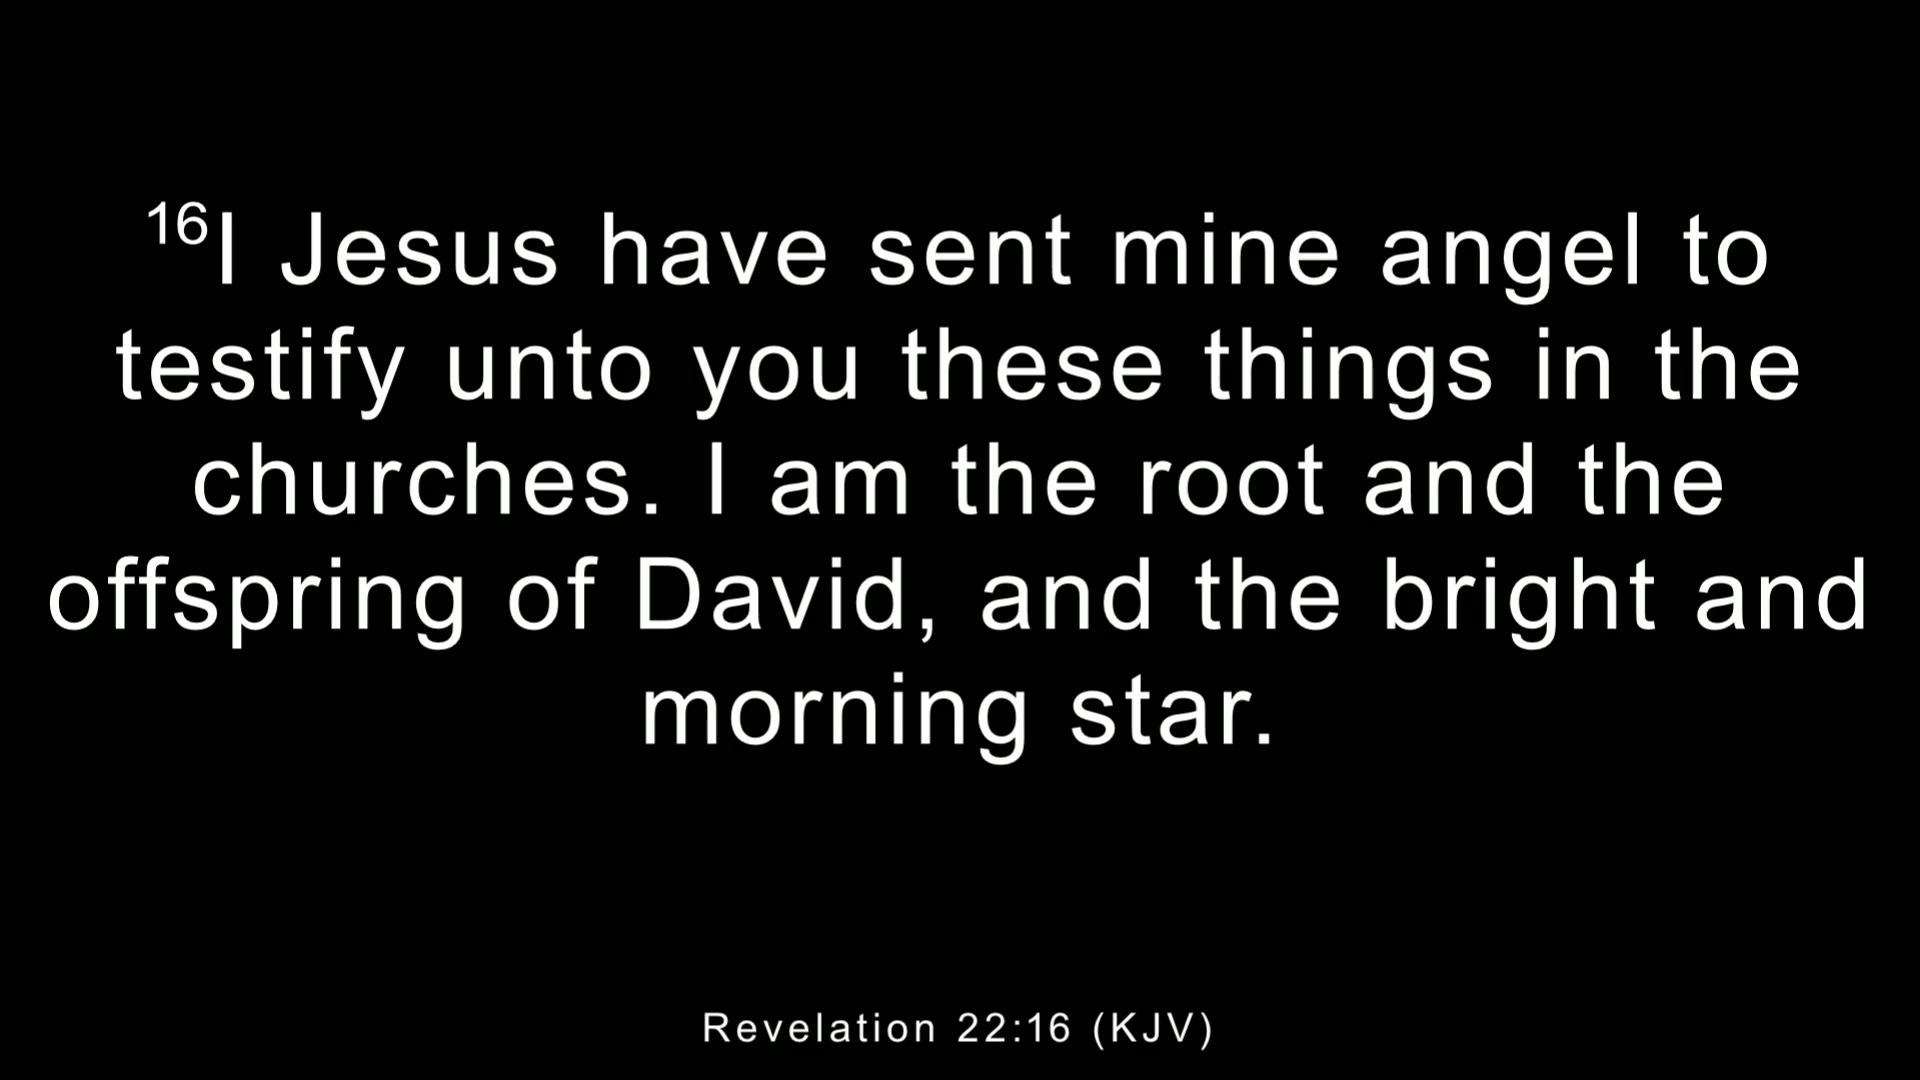 16I Jesus have sent mine angel to
testify unto you these things in the
churches. I am the root and the
offspring of David, and the bright and
morning star.
Revelation 22:16 (KJV)